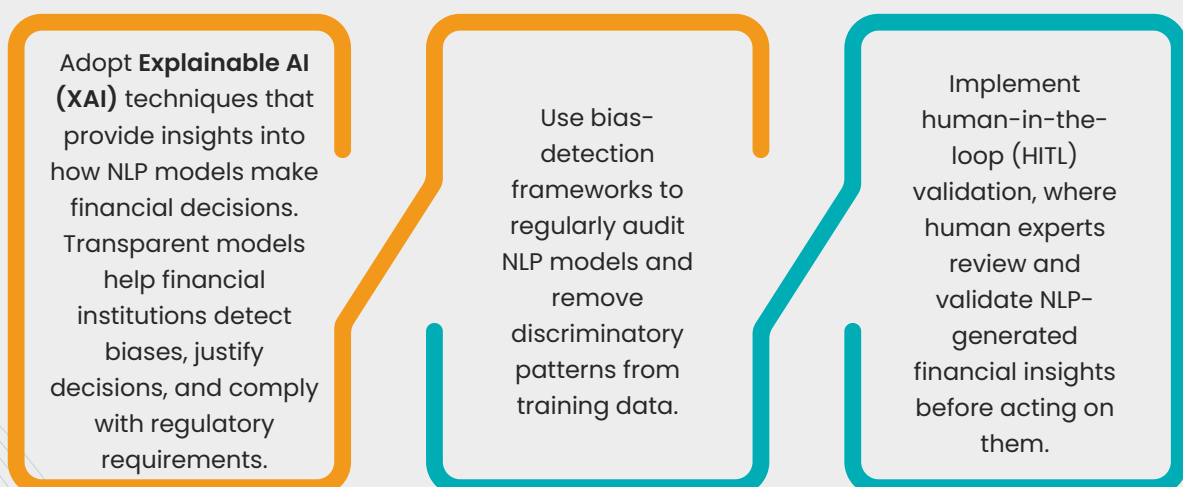 Adopt Explainable AI
(XAI) techniques that
provide insights into
how NLP models make
financial decisions.
Transparent models
help financial
institutions detect
biases, justify
decisions, and comply
with regulatory
requirements.
Use bias-
detection
frameworks to
regularly audit
NLP models and
remove
discriminatory
patterns from
training data.
Implement
human-in-the-
loop (HITL)
validation, where
human experts
review and
validate NLP-
generated
financial insights
before acting on
them.